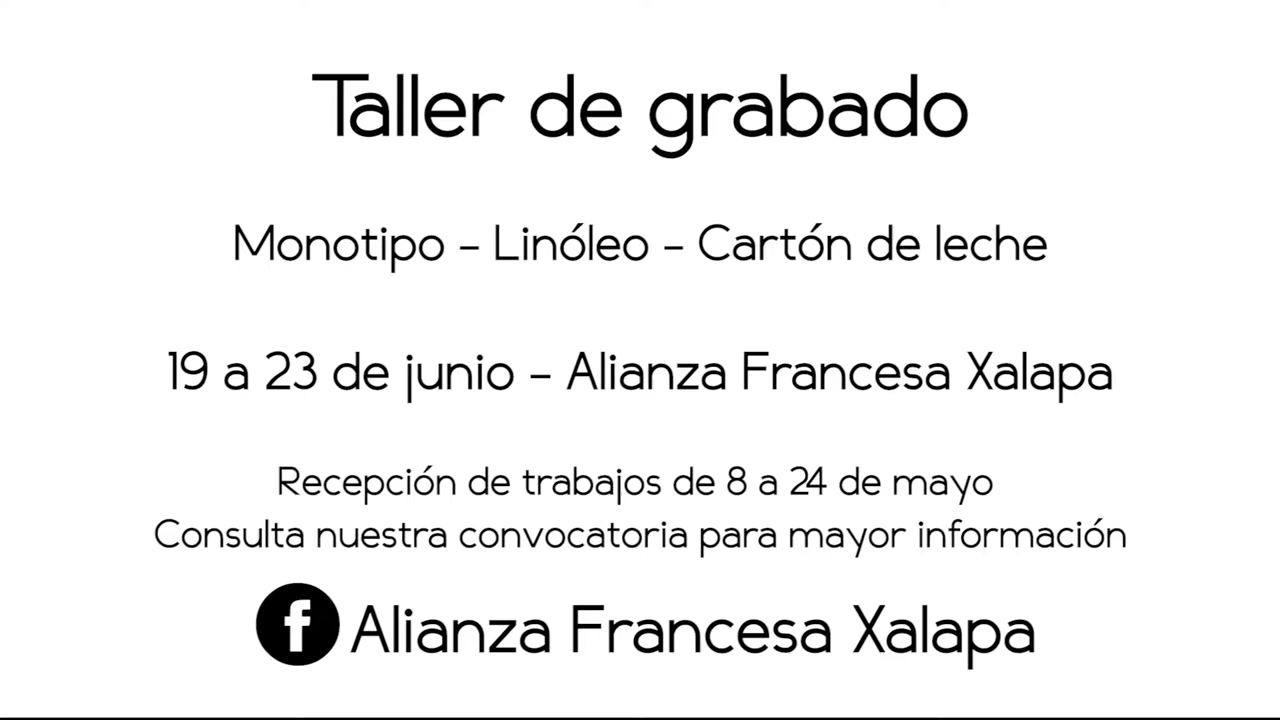 Taller de grabado
Monotipo - Linóleo - Cartón de leche
19 a 23 de junio - Alianza Francesa Xalapa
Recepción de trabajos de 8 a 24 de mayo
Consulta nuestra convocatoria para mayor información
f Alianza Francesa Xalapa